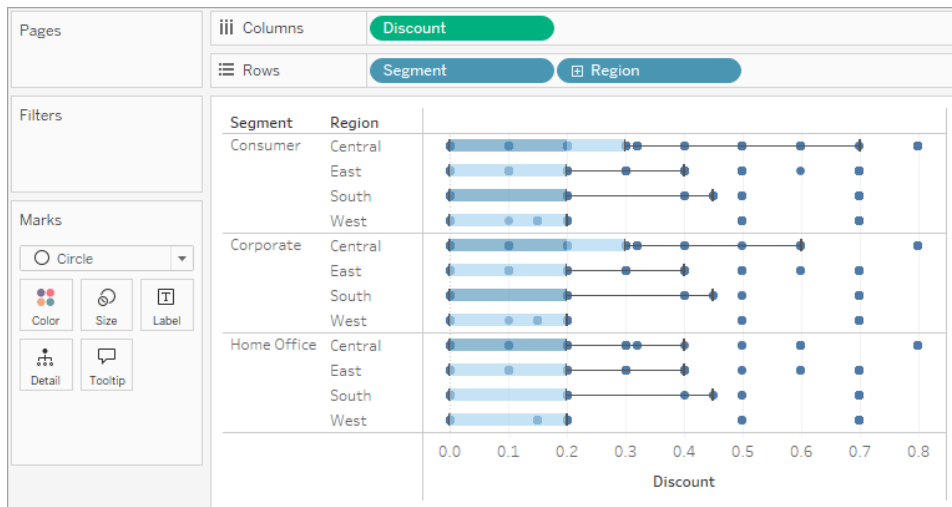 Pages
Columns
Discount
Rows
Segment
Region
Filters
Marks
Circle
Color
Size
Label
Detail
Tooltip
Segment Region
Consumer Central
East
South
West
Corporate Central
East
South
West
Home Office Central
East
South
West
0.0 0.1 0.2 0.3 0.4 0.5 0.6 0.7 0.8
Discount